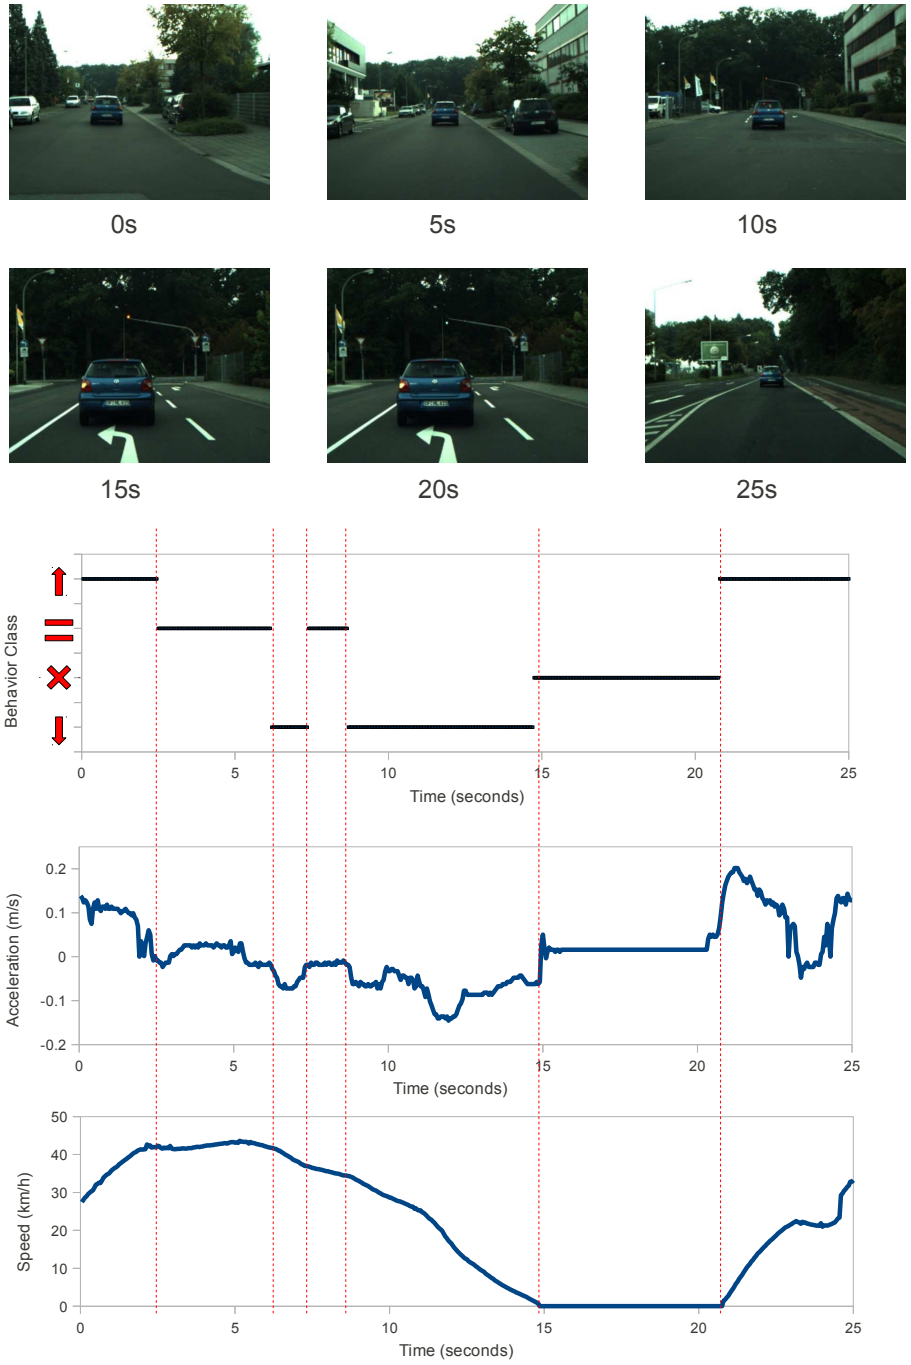 0s 5s 10s
15s 20s 25s
Behavior Class
0 5 10 15 20 25
Time (seconds)
Acceleration (m/s)
0.2
0.1
0
-0.1
-0.2
0 5 10 15 20 25
Time (seconds)
Speed (km/h)
50
40
30
20
10
0
0 5 10 15 20 25
Time (seconds)